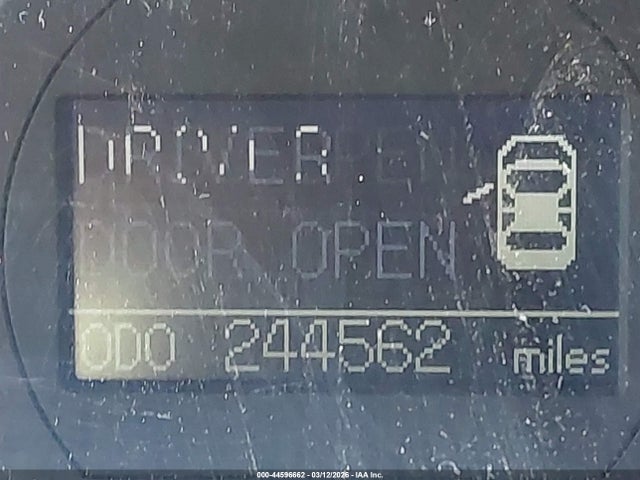 DRIVER
DOOR OPEN
ODO 244562 miles
000-44596662 - 03/12/2026 - IAA Inc.